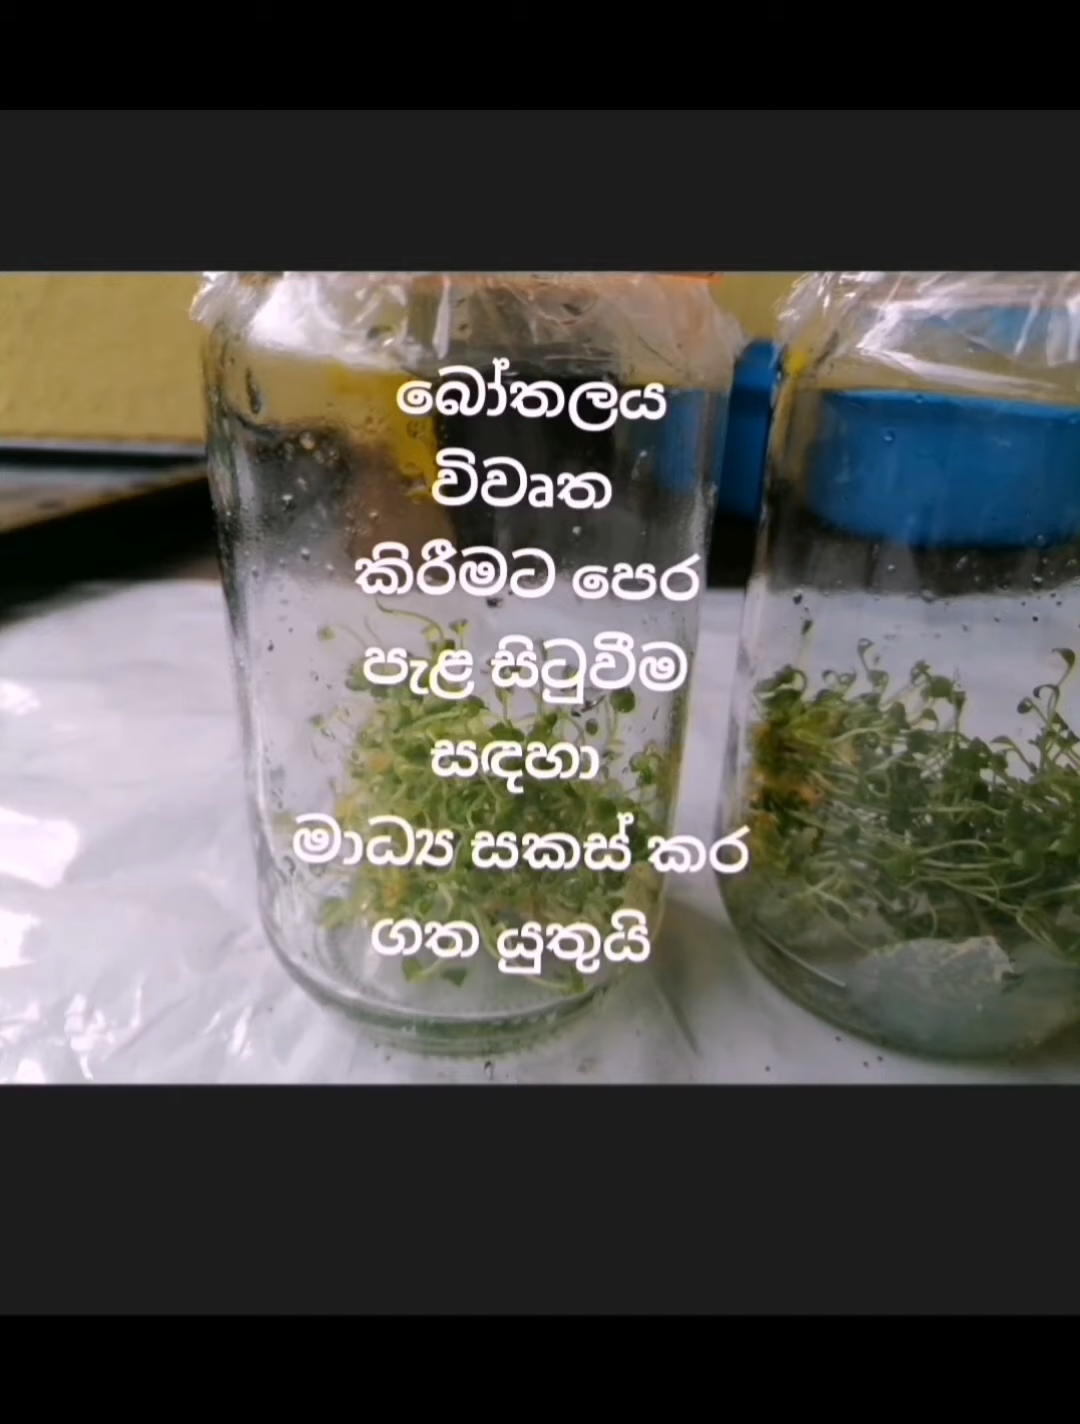 බෝතලය
විවෘත
කිරීමට පෙර
පැළ සිටුවීම
සඳහා
මාධ්‍ය සකස් කර
ගත යුතුයි